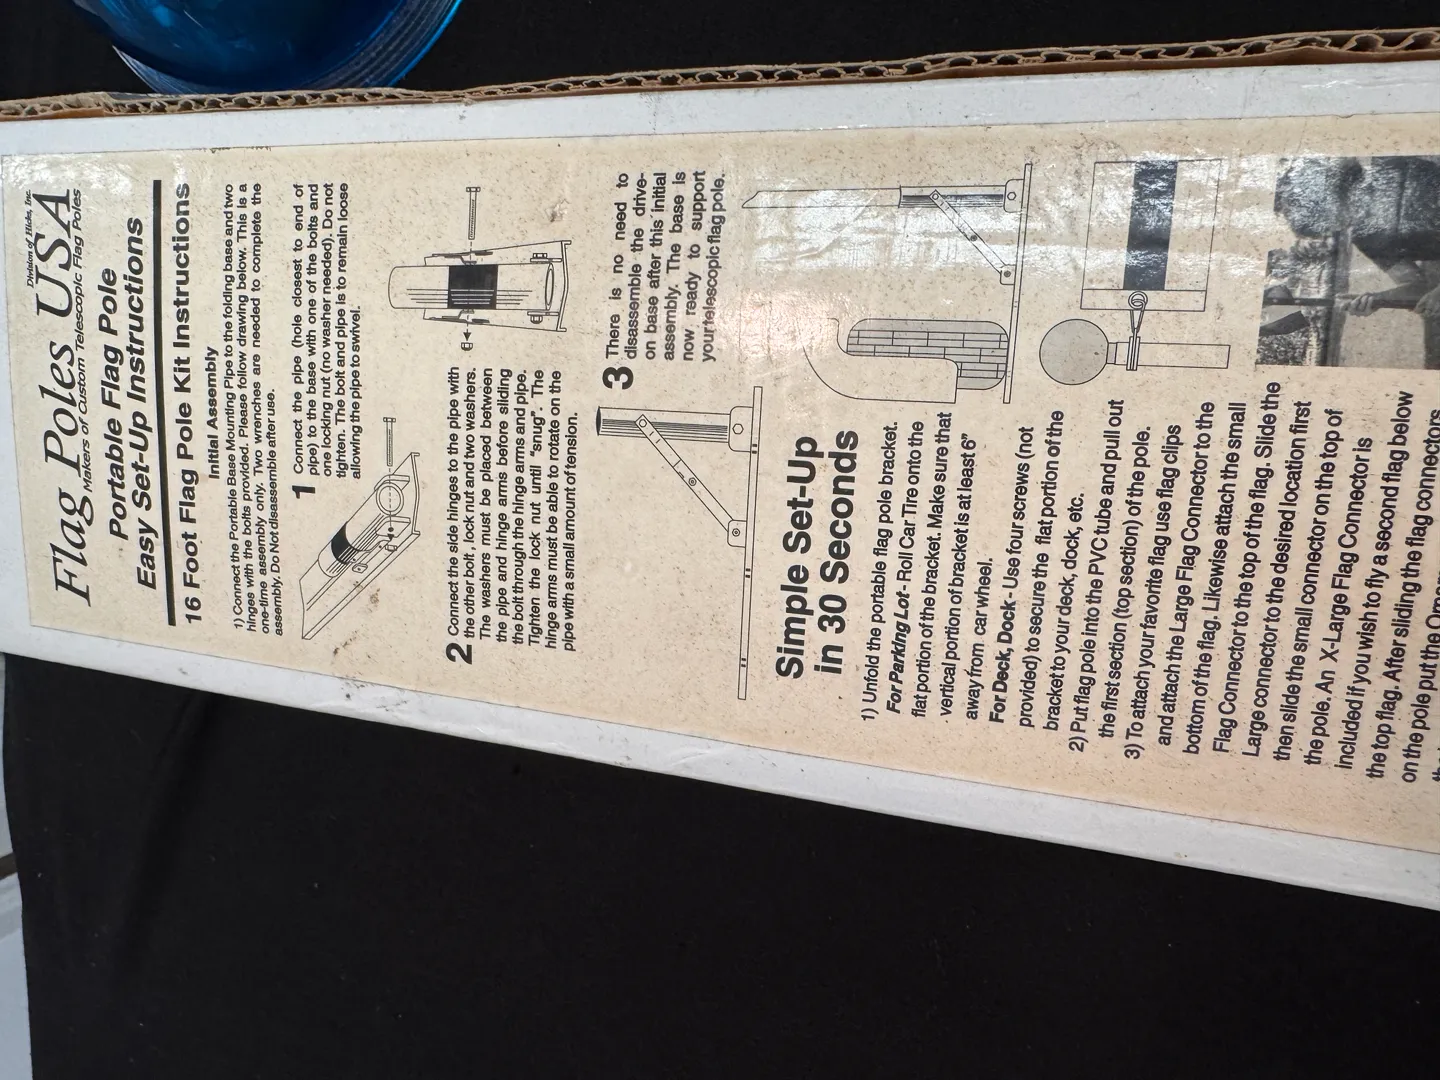 Division of Hicks, Inc.
Flag Poles USA
Makers of Custom Telescopic Flag Poles
Portable Flag Pole
Easy Set-Up Instructions
16 Foot Flag Pole Kit Instructions
Initial Assembly
1) Connect the Portable Base Mounting Pipe to the folding base and two
hinges with the bolts provided. Please follow drawing below. This is a
one-time assembly only. Two wrenches are needed to complete the
assembly. Do Not disassemble after use.
1 Connect the pipe (hole closest to end of
pipe) to the base with one of the bolts and
one locking nut (no washer needed). Do not
tighten. The bolt and pipe is to remain loose
allowing the pipe to swivel.
2 Connect the side hinges to the pipe with
the other bolt, lock nut and two washers.
The washers must be placed between
the pipe and hinge arms before sliding
the bolt through the hinge arms and pipe.
Tighten the lock nut until "snug". The
hinge arms must be able to rotate on the
pipe with a small amount of tension.
3 There is no need to
disassemble the drive-
on base after this initial
assembly. The base is
now ready to support
your telescopic flag pole.
Simple Set-Up
in 30 Seconds
1) Unfold the portable flag pole bracket.
For Parking Lot - Roll Car Tire onto the
flat portion of the bracket. Make sure that
vertical portion of bracket is at least 6"
away from car wheel.
For Deck, Dock - Use four screws (not
provided) to secure the flat portion of the
bracket to your deck, dock, etc.
2) Put flag pole into the PVC tube and pull out
the first section (top section) of the pole.
3) To attach your favorite flag use flag clips
and attach the Large Flag Connector to the
bottom of the flag. Likewise attach the small
Flag Connector to the top of the flag. Slide the
Large connector to the desired location first
then slide the small connector on the top of
the pole. An X-Large Flag Connector is
included if you wish to fly a second flag below
the top flag. After sliding the flag connectors
on the pole put the